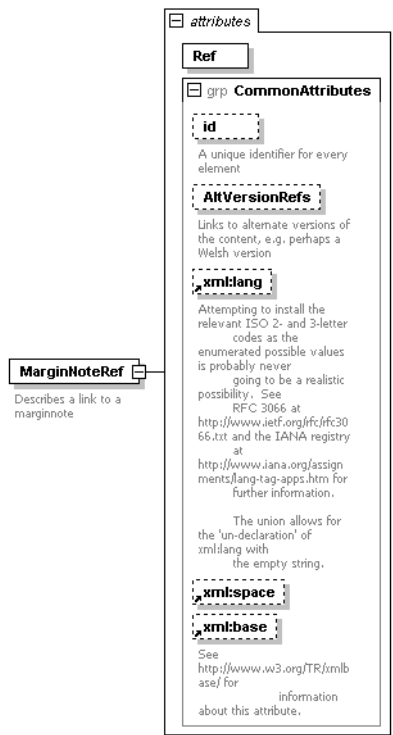 attributes
Ref
grp CommonAttributes
id
A unique identifier for every
element
AltVersionRefs
Links to alternate versions of
the content, e.g. perhaps a
Welsh version
xml:lang
Attempting to install the
relevant ISO 2- and 3-letter
codes as the
enumerated possible values
is probably never
going to be a realistic
possibility. See
RFC 3066 at
http://www.ietf.org/rfc/rfc30
66.txt and the IANA registry
at
http://www.iana.org/assign
ments/lang-tag-apps.htm for
further information.
The union allows for
the 'un-declaration' of
xml:lang with
the empty string.
MarginNoteRef
Describes a link to a
marginnote
xml:space
xml:base
See
http://www.w3.org/TR/xmlb
ase/ for
information
about this attribute.